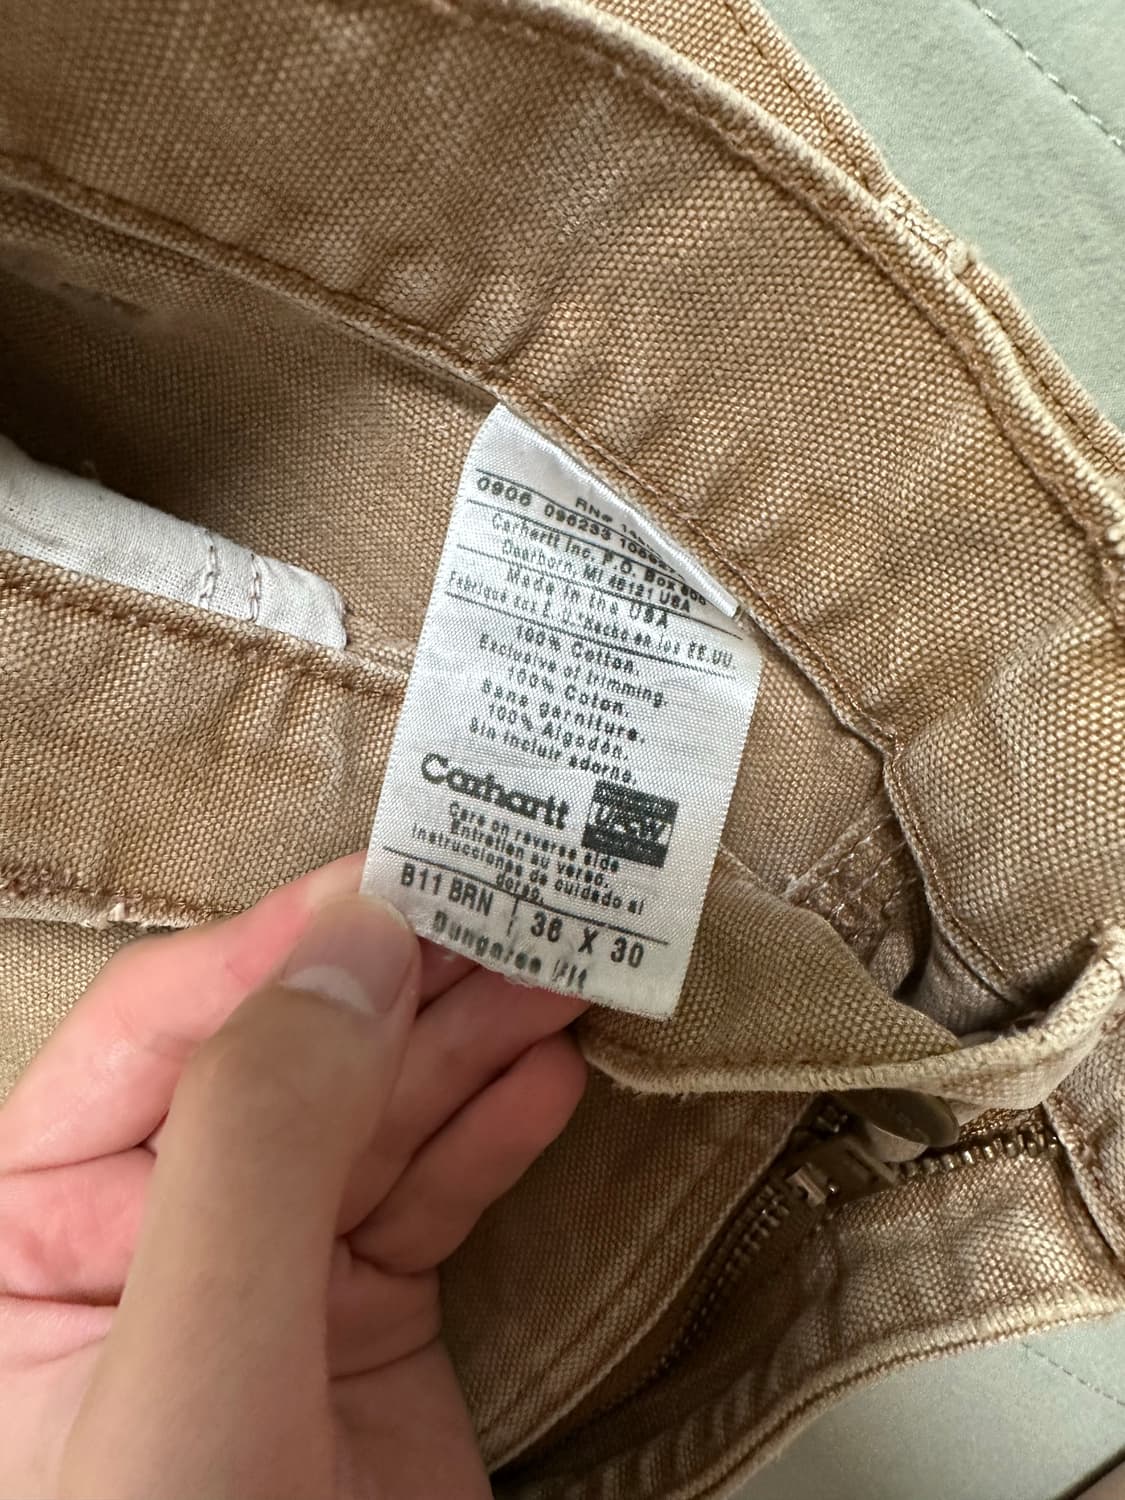 RN#
0906 096233
Carhartt Inc. P.O. Box
Dearborn, MI 48121 USA
Made in the USA
Fabriqué aux É.-U. Hecho en los EE.UU.
100% Cotton.
Exclusive of trimming.
100% Coton.
Sans garniture.
100% Algodón.
Sin incluir adorno.
Carhartt
Care on reverse side
Entretien au verso.
Instrucciones de cuidado al
dorso.
B11 BRN 36 X 30
Dungaree Fit